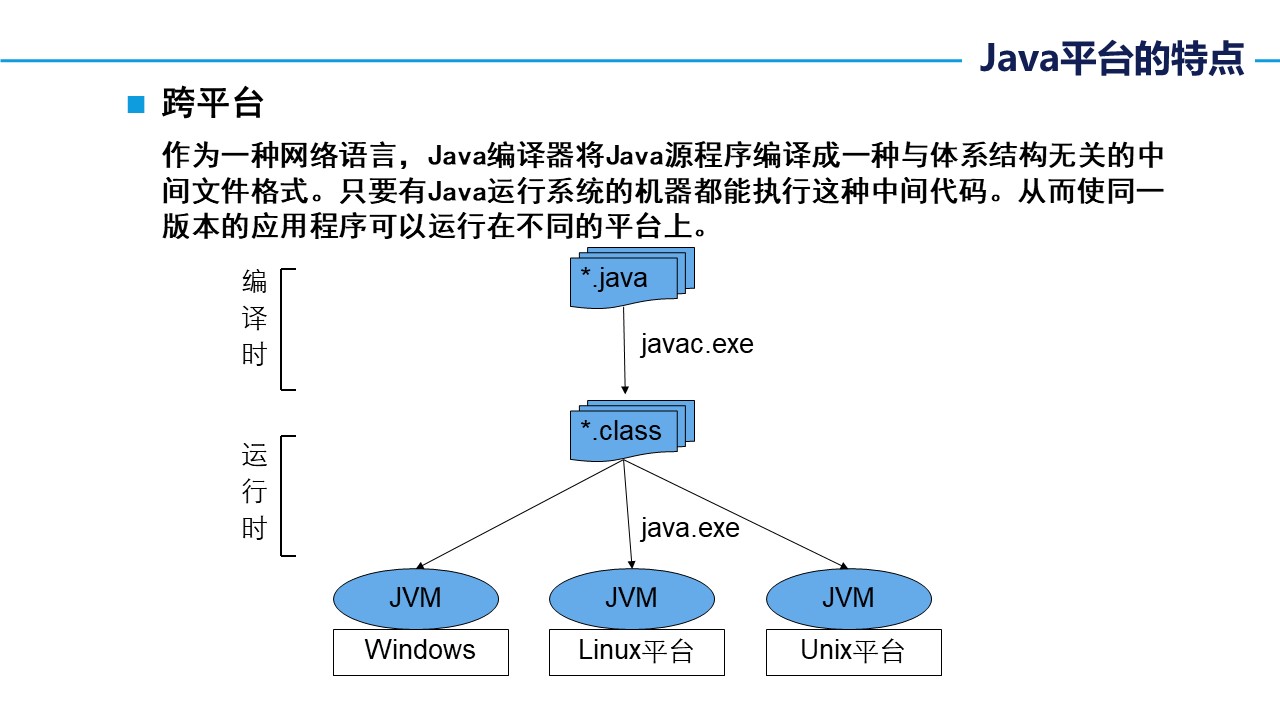 Java平台的特点
跨平台
作为一种网络语言，Java编译器将Java源程序编译成一种与体系结构无关的中
间文件格式。只要有Java运行系统的机器都能执行这种中间代码。从而使同一
版本的应用程序可以运行在不同的平台上。
编
译
时
*.java
javac.exe
*.class
运
行
时
java.exe
JVM
JVM
JVM
Windows
Linux平台
Unix平台